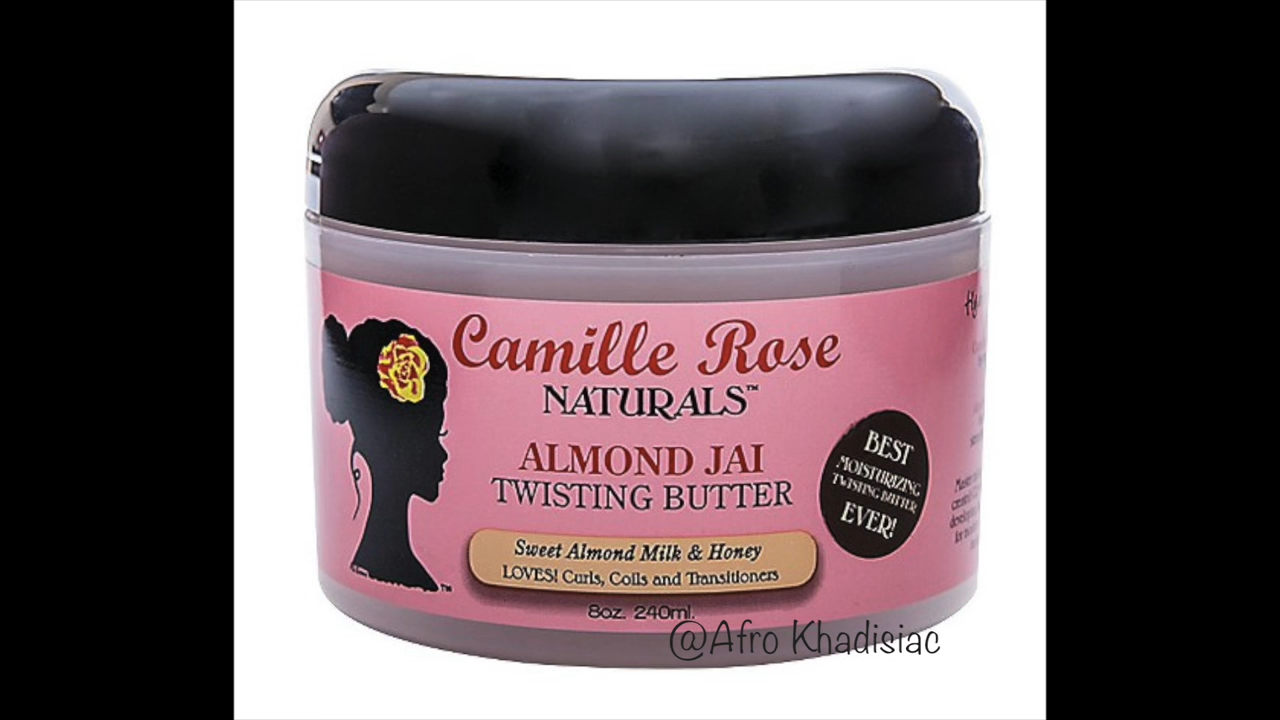 Camille Rose
NATURALS™
ALMOND JAI
TWISTING BUTTER
Sweet Almond Milk & Honey
LOVES! Curls, Coils and Transitioners
8oz. 240ml.
BEST
MOISTURIZING
TWISTING BUTTER
EVER!
TM
@Afro Khadisiac